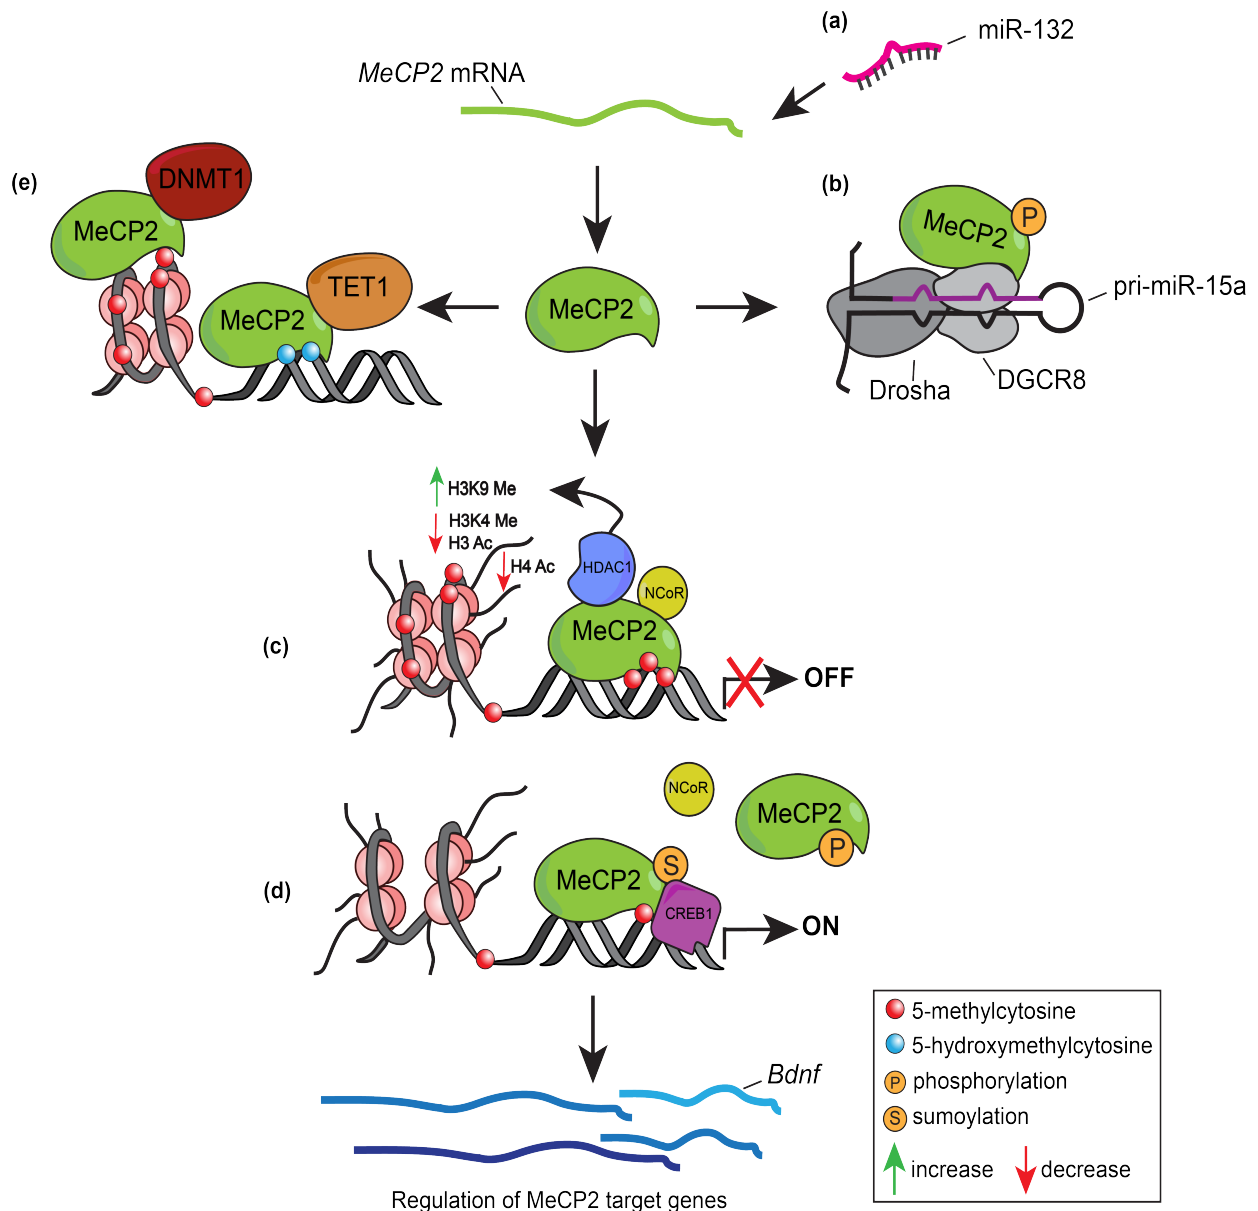 (a)
miR-132
MeCP2 mRNA
(e)
DNMT1
MeCP2
TET1
MeCP2
MeCP2
(b)
MeCP2
P
pri-miR-15a
DGCR8
Drosha
H3K9 Me
H3K4 Me
H3 Ac
H4 Ac
HDAC1
NCoR
MeCP2
(c)
OFF
NCoR
MeCP2
P
MeCP2
S
CREB1
(d)
ON
5-methylcytosine
5-hydroxymethylcytosine
P phosphorylation
S sumoylation
increase decrease
Bdnf
Regulation of MeCP2 target genes